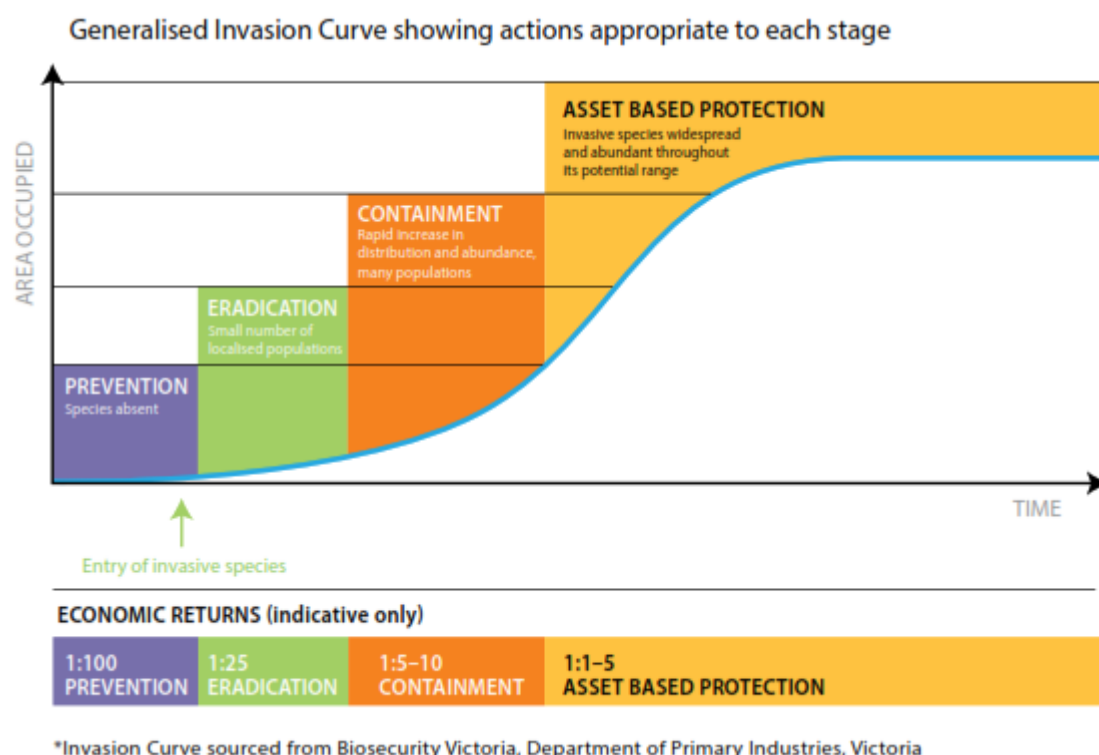 Generalised Invasion Curve showing actions appropriate to each stage
AREA OCCUPIED
ASSET BASED PROTECTION
Invasive species widespread
and abundant throughout
its potential range
CONTAINMENT
Rapid increase in
distribution and abundance,
many populations
ERADICATION
Small number of
localised populations
PREVENTION
Species absent
TIME
Entry of invasive species
ECONOMIC RETURNS (indicative only)
1:100
PREVENTION
1:25
ERADICATION
1:5–10
CONTAINMENT
1:1–5
ASSET BASED PROTECTION
*Invasion Curve sourced from Biosecurity Victoria, Department of Primary Industries, Victoria